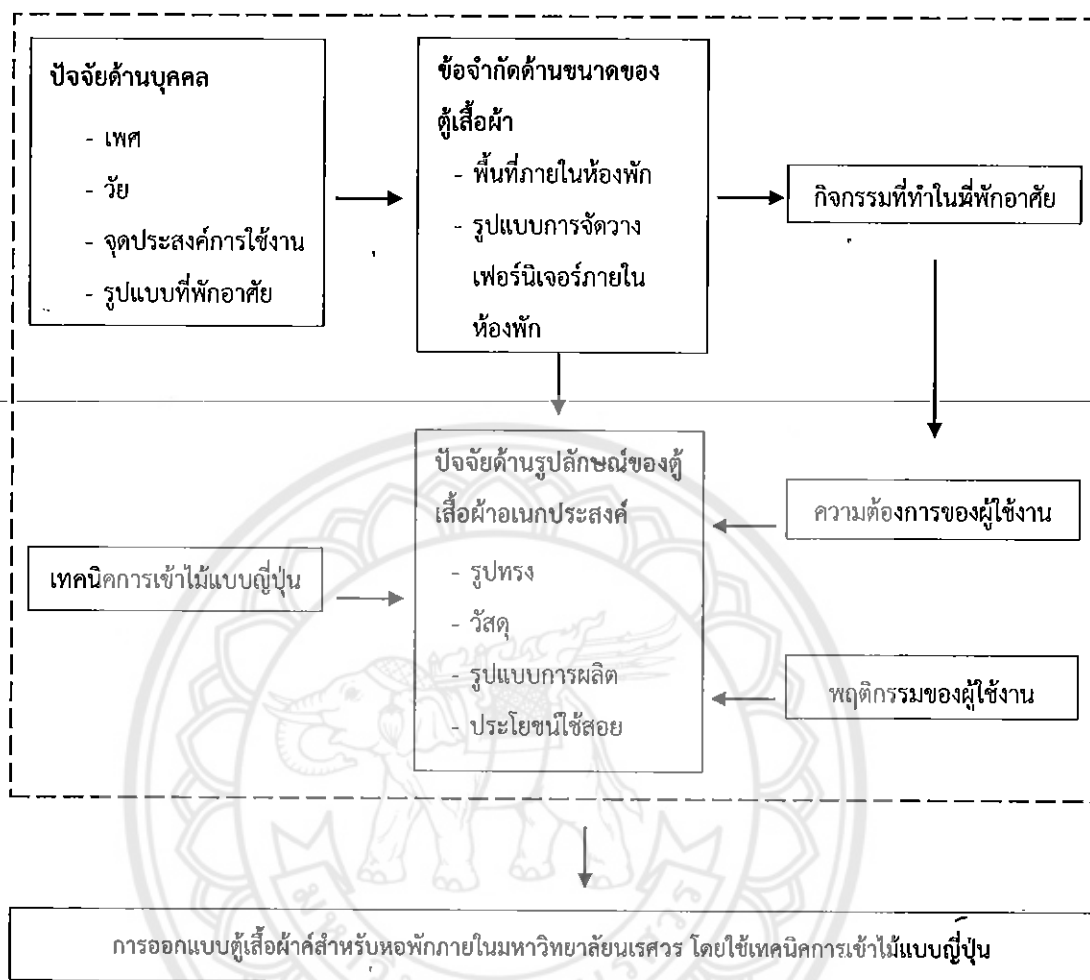 ปัจจัยด้านบุคคล
- เพศ
- วัย
- จุดประสงค์การใช้งาน
- รูปแบบที่พักอาศัย
ข้อจำกัดด้านขนาดของ
ตู้เสื้อผ้า
- พื้นที่ภายในห้องพัก
- รูปแบบการจัดวาง
เฟอร์นิเจอร์ภายใน
ห้องพัก
กิจกรรมที่ทำในที่พักอาศัย
ปัจจัยด้านรูปลักษณ์ของตู้
เสื้อผ้าอเนกประสงค์
- รูปทรง
- วัสดุ
- รูปแบบการผลิต
- ประโยชน์ใช้สอย
ความต้องการของผู้ใช้งาน
เทคนิคการเข้าไม้แบบญี่ปุ่น
พฤติกรรมของผู้ใช้งาน
การออกแบบตู้เสื้อผ้าค์สำหรับหอพักภายในมหาวิทยาลัยนเรศวร โดยใช้เทคนิคการเข้าไม้แบบญี่ปุ่น